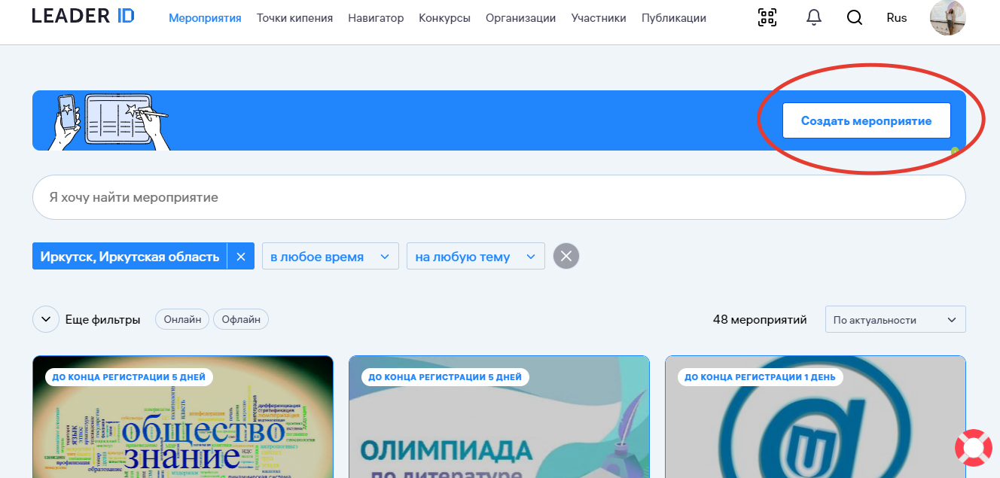 LEADER ID
Мероприятия Точки кипения Навигатор Конкурсы Организации Участники Публикации Rus
Создать мероприятие
Я хочу найти мероприятие
Иркутск, Иркутская область в любое время на любую тему
Еще фильтры Онлайн Офлайн 48 мероприятий По актуальности
ДО КОНЦА РЕГИСТРАЦИИ 5 ДНЕЙ ДО КОНЦА РЕГИСТРАЦИИ 5 ДНЕЙ ДО КОНЦА РЕГИСТРАЦИИ 1 ДЕНЬ
общество
знание
ОЛИМПИАДА
по литературе